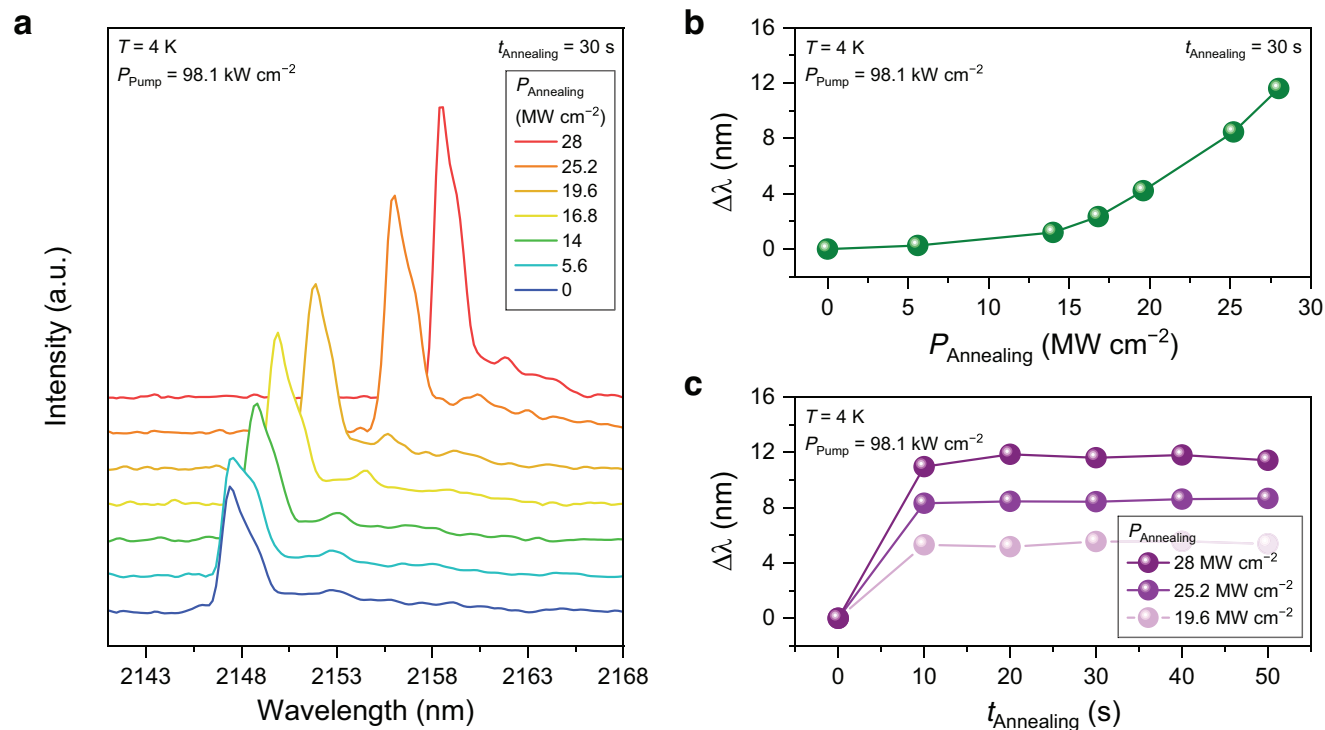 a
T = 4 K
t_Annealing = 30 s
P_Pump = 98.1 kW cm⁻²
P_Annealing
(MW cm⁻²)
28
25.2
19.6
16.8
14
5.6
0
Intensity (a.u.)
2143 2148 2153 2158 2163 2168
Wavelength (nm)
b
T = 4 K
t_Annealing = 30 s
P_Pump = 98.1 kW cm⁻²
16
12
8
4
0
Δλ (nm)
0 5 10 15 20 25 30
P_Annealing (MW cm⁻²)
c
T = 4 K
P_Pump = 98.1 kW cm⁻²
16
12
8
4
0
Δλ (nm)
P_Annealing
28 MW cm⁻²
25.2 MW cm⁻²
19.6 MW cm⁻²
0 10 20 30 40 50
t_Annealing (s)